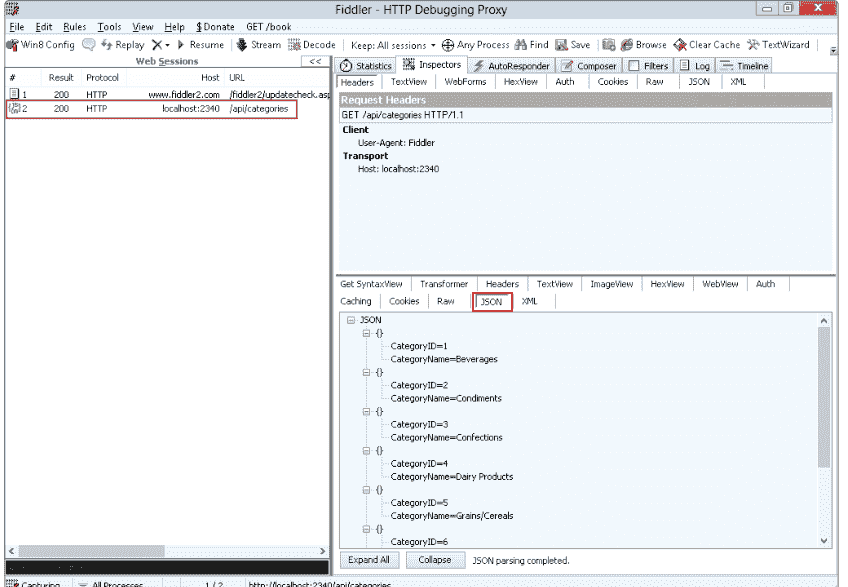 Fiddler - HTTP Debugging Proxy
File Edit Rules Tools View Help $ Donate GET /book
Win8 Config Replay Resume Stream Decode Keep: All sessions Any Process Find Save Browse Clear Cache TextWizard
Web Sessions <<
# Result Protocol Host URL
1 200 HTTP www.fiddler2.com /fiddler2/updatecheck.asp
2 200 HTTP localhost:2340 /api/categories
Statistics Inspectors AutoResponder Composer Filters Log Timeline
Headers TextView WebForms HexView Auth Cookies Raw JSON XML
Request Headers
GET /api/categories HTTP/1.1
Client
User-Agent: Fiddler
Transport
Host: localhost:2340
Get SyntaxView Transformer Headers TextView ImageView HexView WebView Auth
Caching Cookies Raw JSON XML
JSON
{}
CategoryID=1
CategoryName=Beverages
{}
CategoryID=2
CategoryName=Condiments
{}
CategoryID=3
CategoryName=Confections
{}
CategoryID=4
CategoryName=Dairy Products
{}
CategoryID=5
CategoryName=Grains/Cereals
{}
CategoryID=6
Expand All Collapse JSON parsing completed.
Capturing All Processes 1 / 2 http://localhost:2340/api/categories